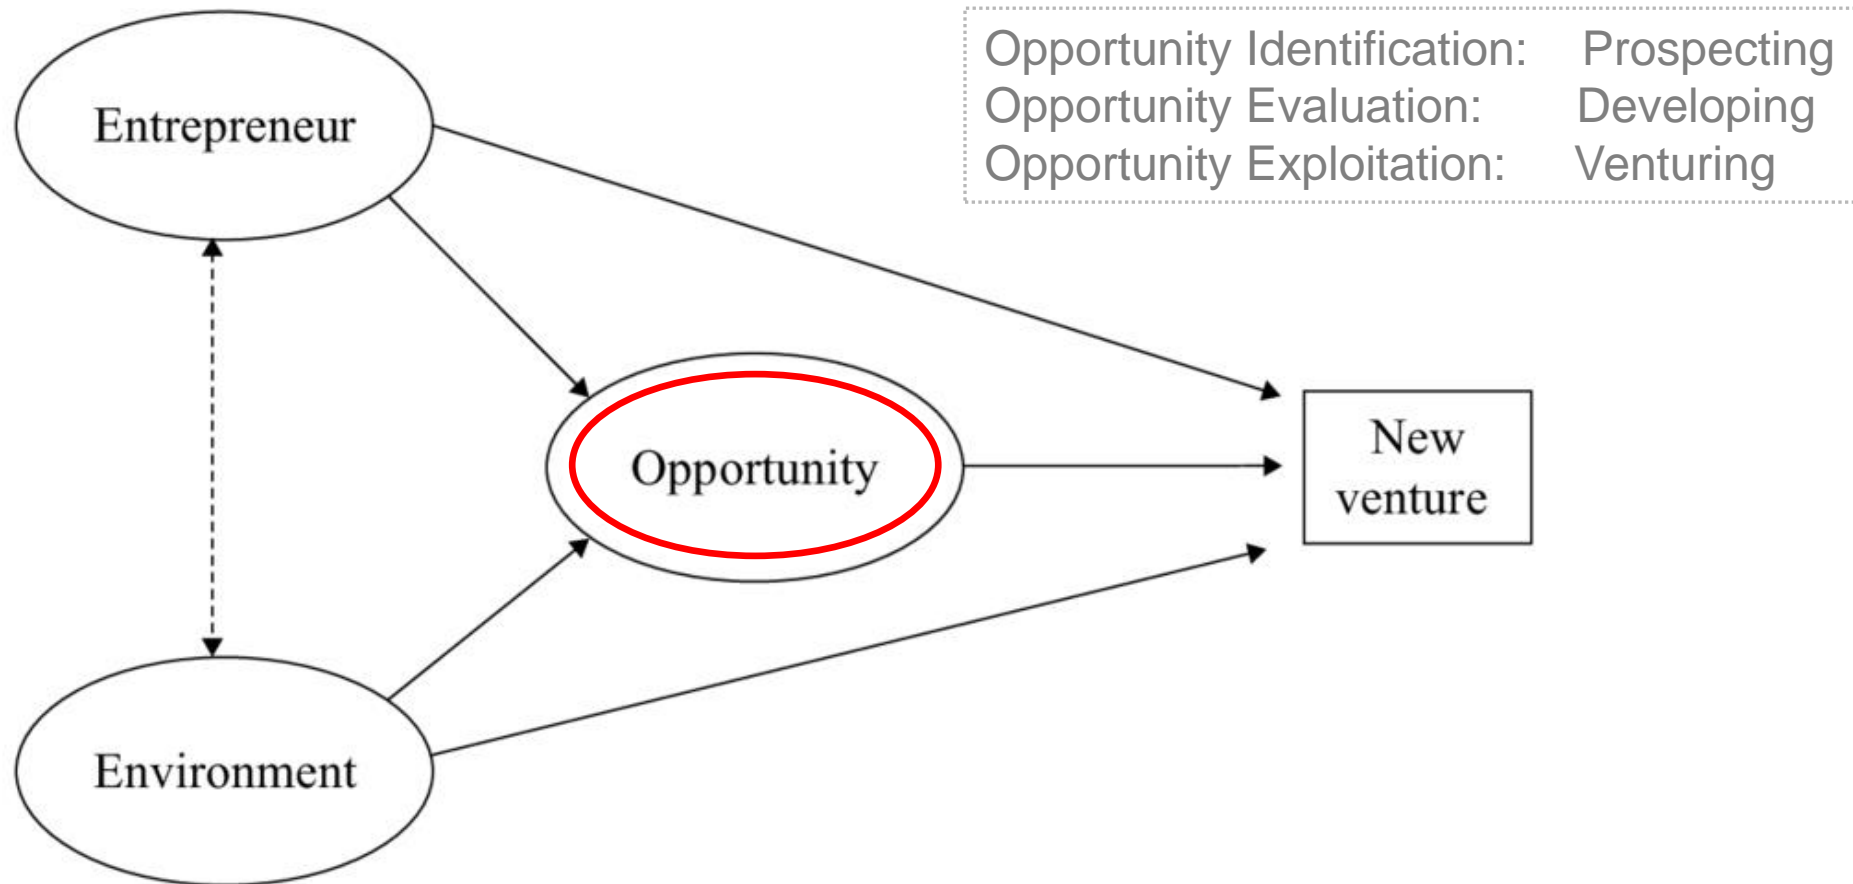 Opportunity Identification: Prospecting
Opportunity Evaluation: Developing
Opportunity Exploitation: Venturing
Entrepreneur
Opportunity
New
venture
Environment